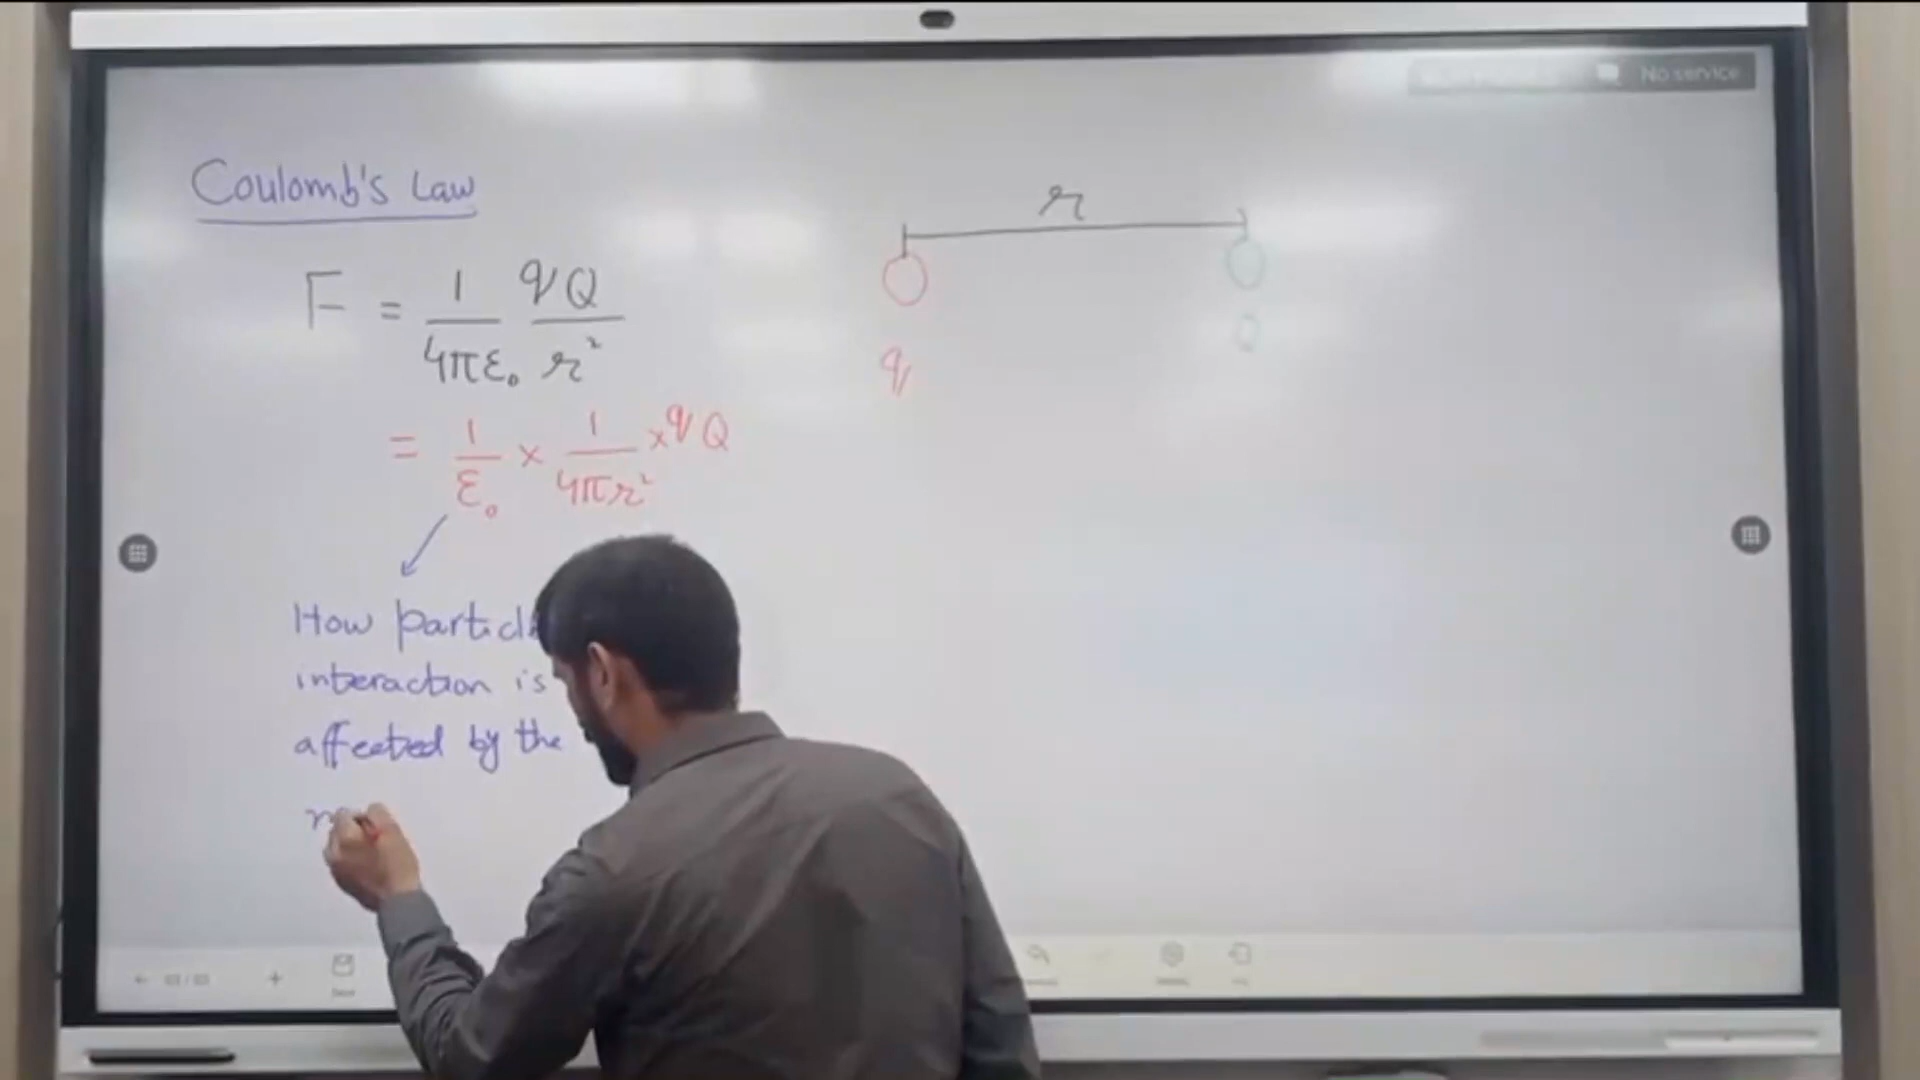 No service
Coulomb's Law
r
F = 1/4πε₀ qQ/r²
= 1/ε₀ × 1/4πr² × qQ
q
Q
How particle
interaction is
affected by the